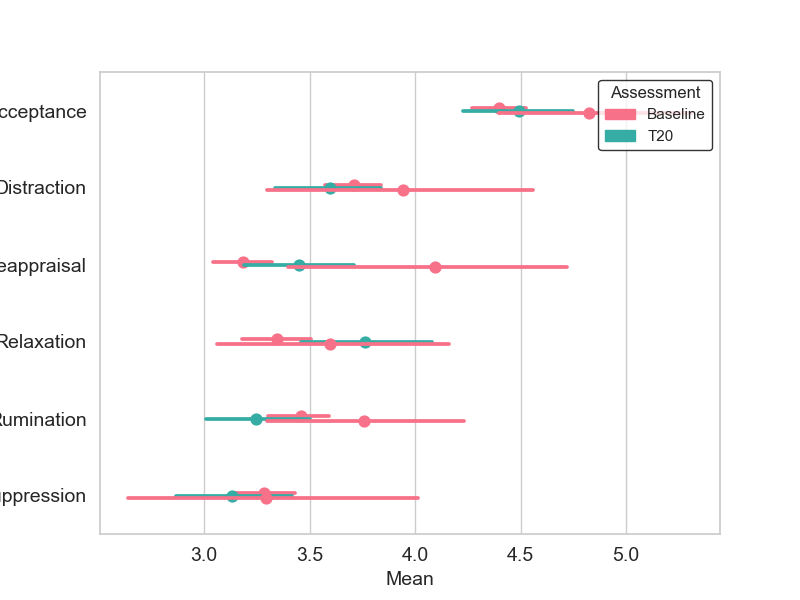 Assessment
Baseline
T20
cceptance
Distraction
eappraisal
Relaxation
Rumination
ppression
3.0 3.5 4.0 4.5 5.0
Mean